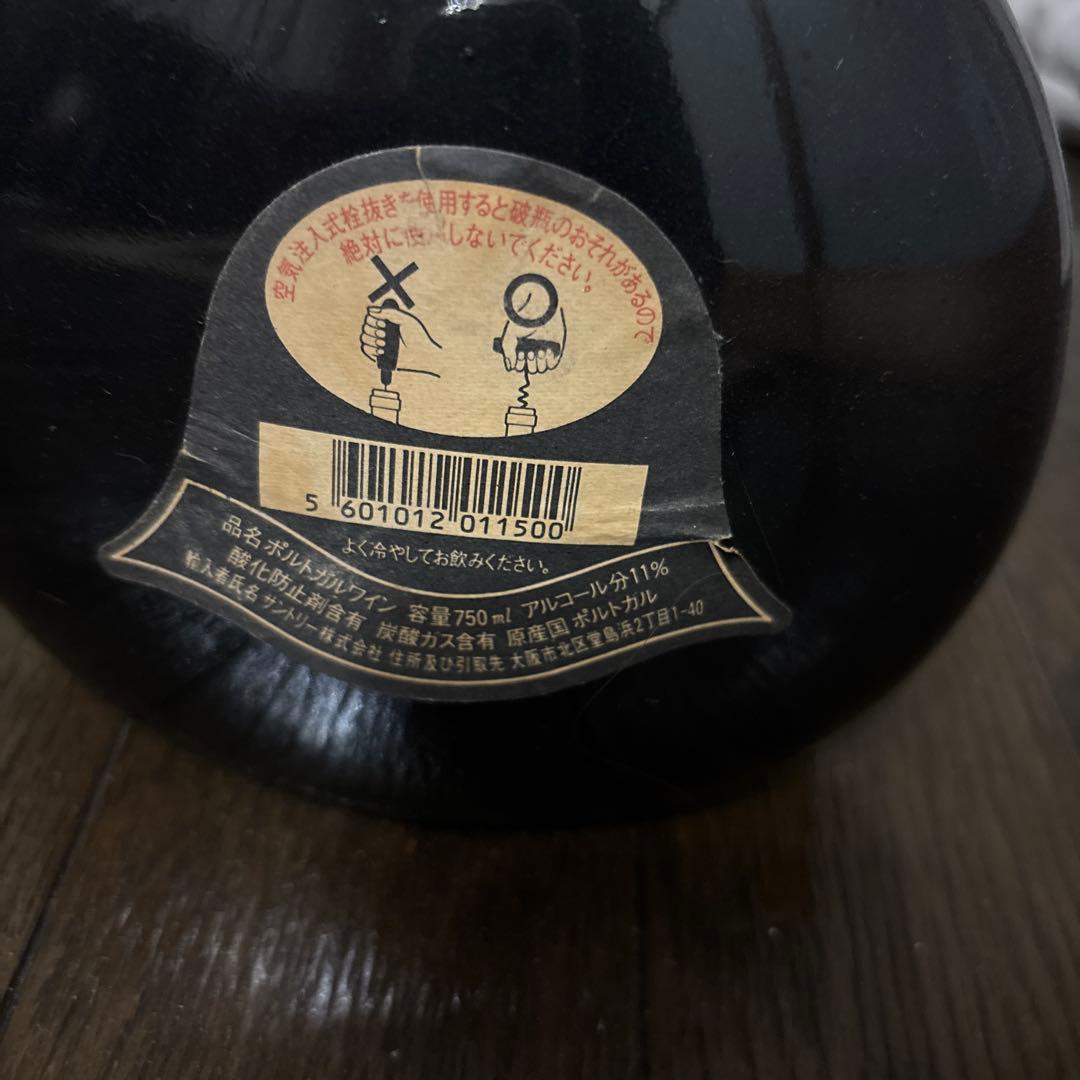 空気注入式栓抜きを使用すると破瓶のおそれがあるので
絶対に使用しないでください。
5 601012 011500
よく冷やしてお飲みください。
品名 ポルトガルワイン 容量 750ml アルコール分11%
酸化防止剤含有 炭酸ガス含有 原産国 ポルトガル
輸入者氏名 サントリー株式会社 住所及び引取先 大阪市北区堂島浜2丁目1-40